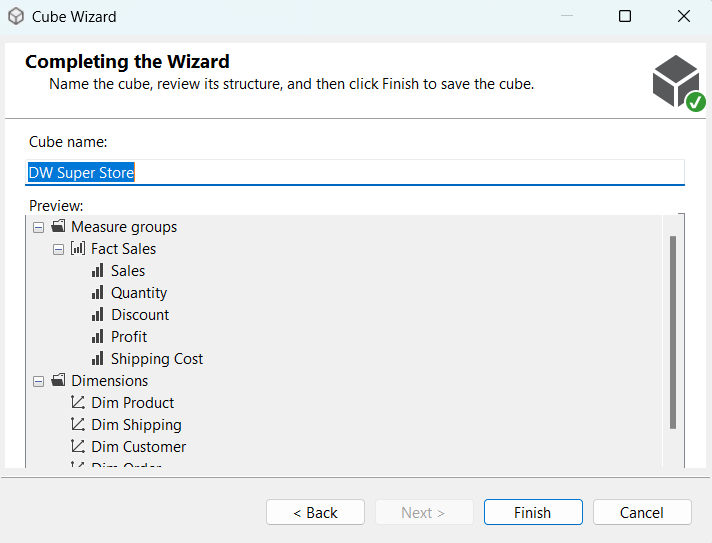 Cube Wizard
Completing the Wizard
Name the cube, review its structure, and then click Finish to save the cube.
Cube name:
DW Super Store
Preview:
Measure groups
Fact Sales
Sales
Quantity
Discount
Profit
Shipping Cost
Dimensions
Dim Product
Dim Shipping
Dim Customer
Dim Order
< Back
Next >
Finish
Cancel